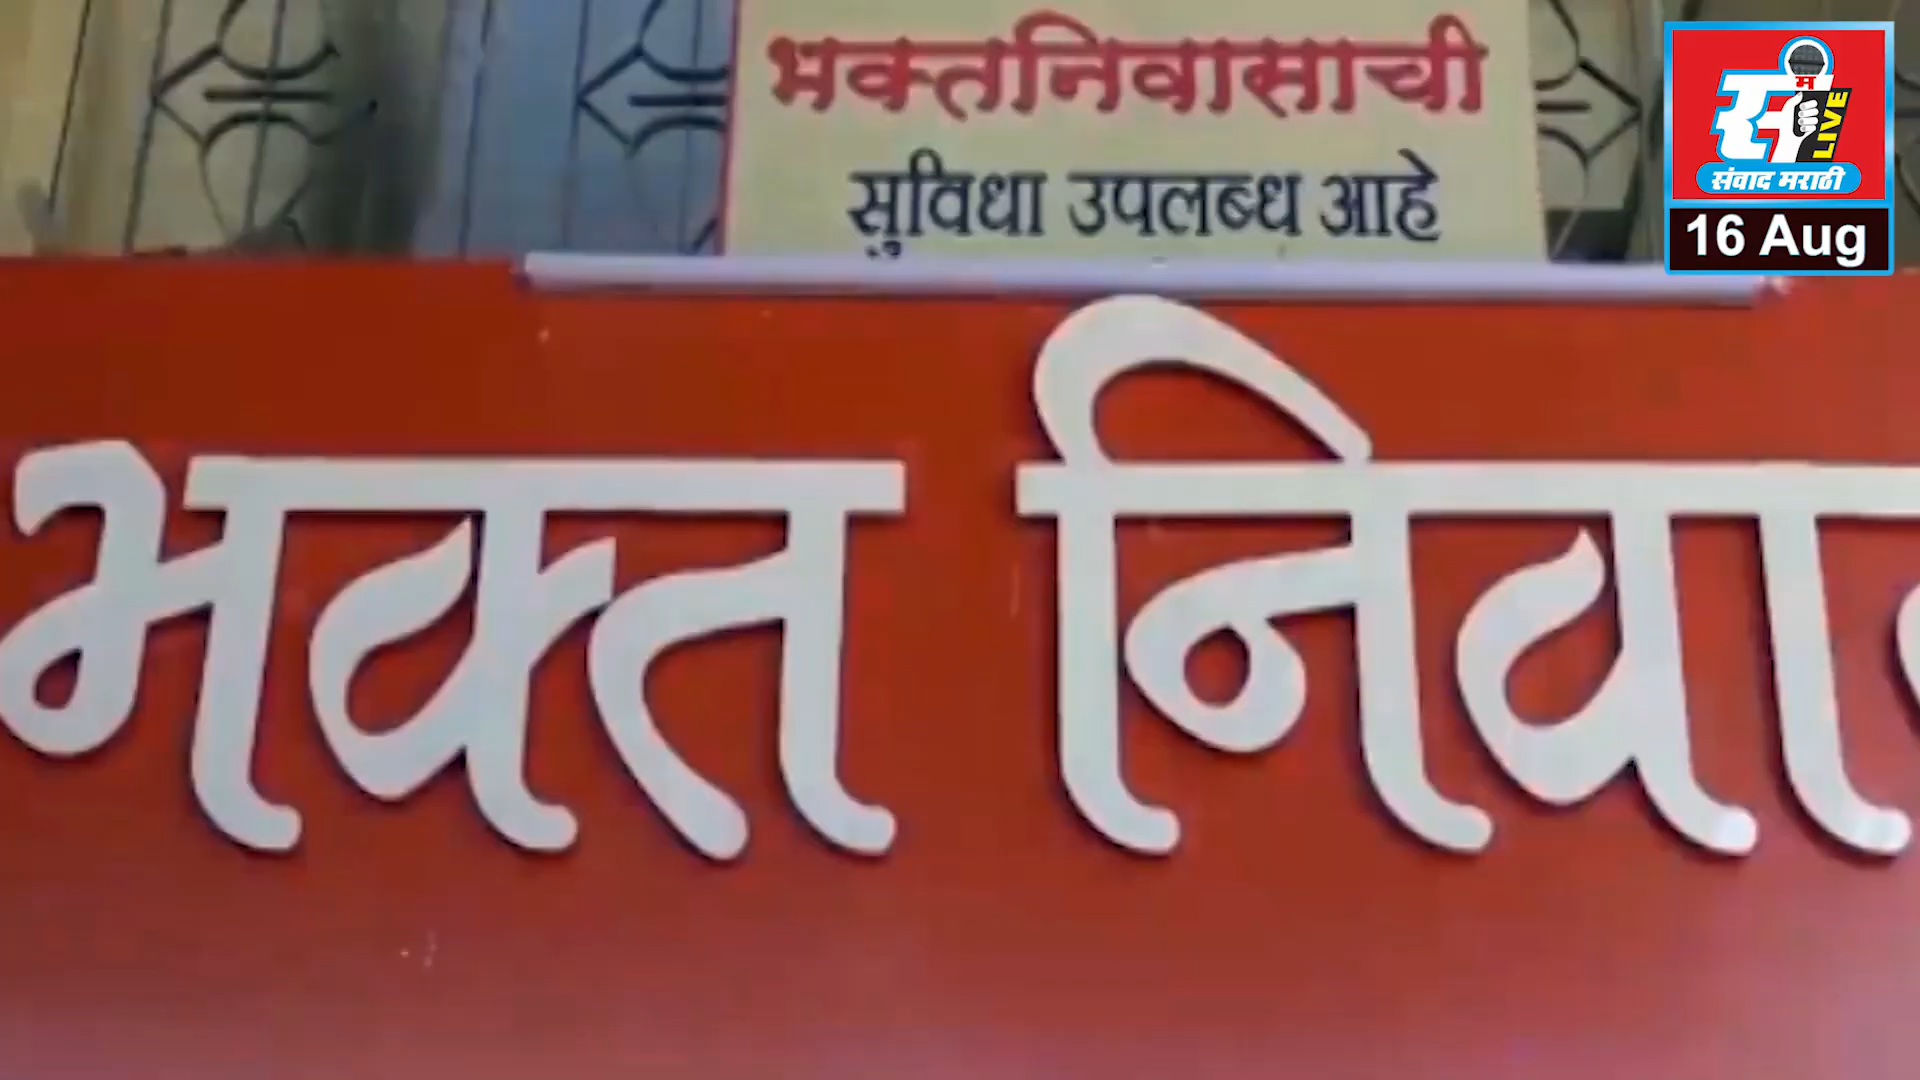 भक्तनिवासाची
सुविधा उपलब्ध आहे
भक्त निवा
LIVE
संवाद मराठी
16 Aug